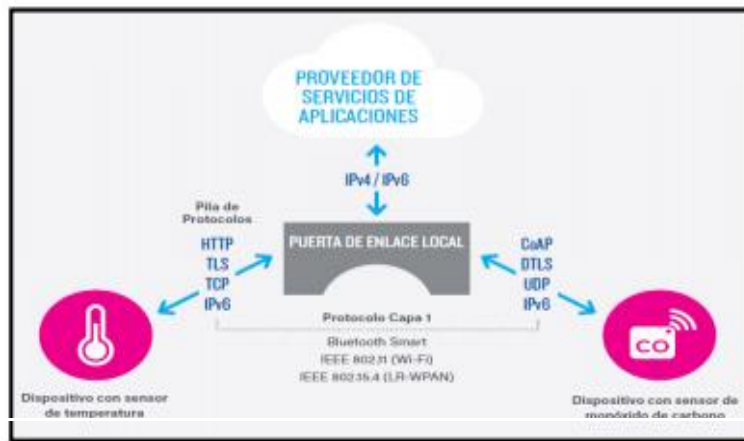 PROVEEDOR DE
SERVICIOS DE
APLICACIONES
IPv4 / IPv6
Pila de
Protocolos
HTTP
TLS
TCP
IPv6
PUERTA DE ENLACE LOCAL
CoAP
DTLS
UDP
IPv6
Protocolo Capa 1
Bluetooth Smart
IEEE 802.11 (Wi-Fi)
IEEE 802.15.4 (LR-WPAN)
CO
Dispositivo con sensor
de temperatura
Dispositivo con sensor de
monóxido de carbono